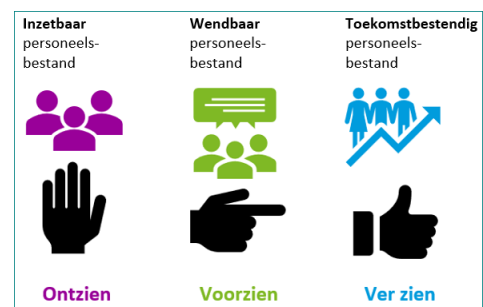 Inzetbaar
personeels-
bestand
Wendbaar
personeels-
bestand
Toekomstbestendig
personeels-
bestand
Ontzien
Voorzien
Ver zien